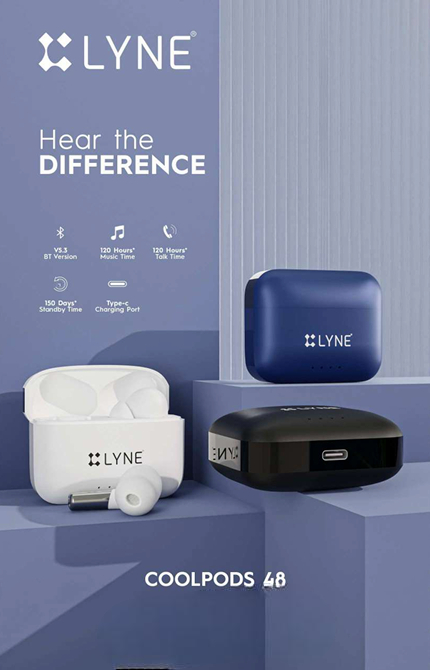 LYNE®
Hear the
DIFFERENCE
V5.3
BT Version
120 Hours*
Music Time
120 Hours*
Talk Time
150 Days*
Standby Time
Type-c
Charging Port
LYNE
LYNE
LYNE
COOLPODS 48